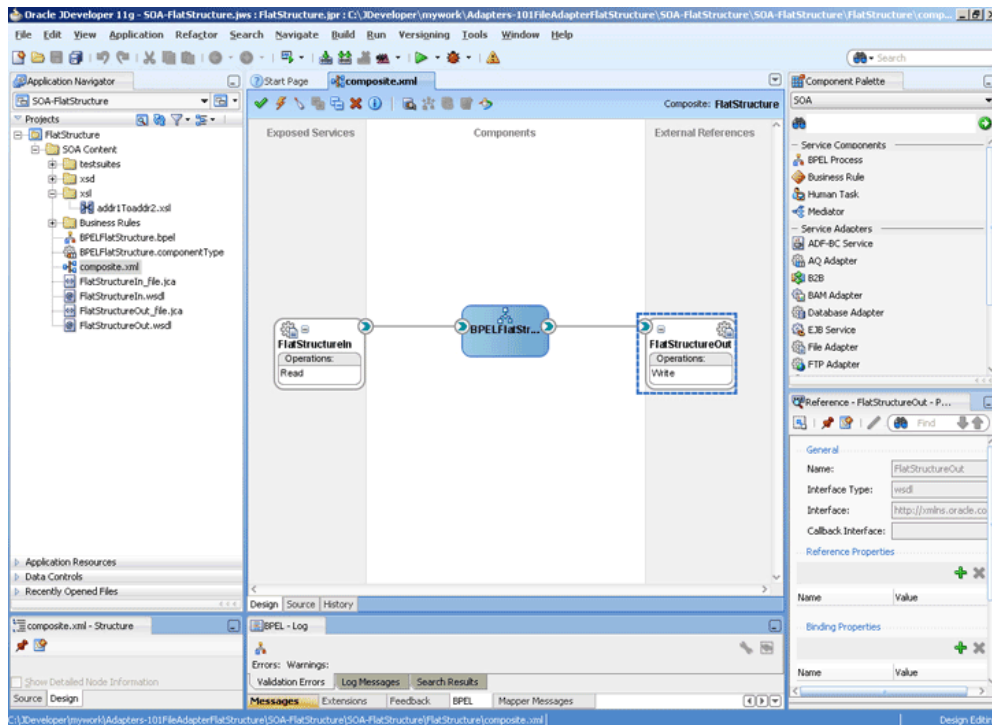 Oracle JDeveloper 11g - SOA-FlatStructure.jws : FlatStructure.jpr : C:\JDeveloper\mywork\Adapters-101FileAdapterFlatStructure\SOA-FlatStructure\SOA-FlatStructure\FlatStructure\comp...
File Edit View Application Refactor Search Navigate Build Run Versioning Tools Window Help
Search
Application Navigator
SOA-FlatStructure
Projects
FlatStructure
SOA Content
testsuites
xsd
xsl
addr1Toaddr2.xsl
Business Rules
BPELFlatStructure.bpel
BPELFlatStructure.componentType
composite.xml
FlatStructureIn_file.jca
FlatStructureIn.wsdl
FlatStructureOut_file.jca
FlatStructureOut.wsdl
Application Resources
Data Controls
Recently Opened Files
composite.xml - Structure
Show Detailed Node Information
Source Design
Start Page composite.xml
Composite: FlatStructure
Exposed Services Components External References
FlatStructureIn
Operations:
Read
BPELFlatStr...
FlatStructureOut
Operations:
Write
Design Source History
BPEL - Log
Errors: Warnings:
Validation Errors Log Messages Search Results
Messages Extensions Feedback BPEL Mapper Messages
Component Palette
SOA
Service Components
BPEL Process
Business Rule
Human Task
Mediator
Service Adapters
ADF-BC Service
AQ Adapter
B2B
BAM Adapter
Database Adapter
EJB Service
File Adapter
FTP Adapter
Reference - FlatStructureOut - P...
Find
General
Name: FlatStructureOut
Interface Type: wsdl
Interface: http://xmlns.oracle.co
Callback Interface:
Reference Properties
Name Value
Binding Properties
Name Value
C:\JDeveloper\mywork\Adapters-101FileAdapterFlatStructure\SOA-FlatStructure\SOA-FlatStructure\FlatStructure\composite.xml
Design Editin